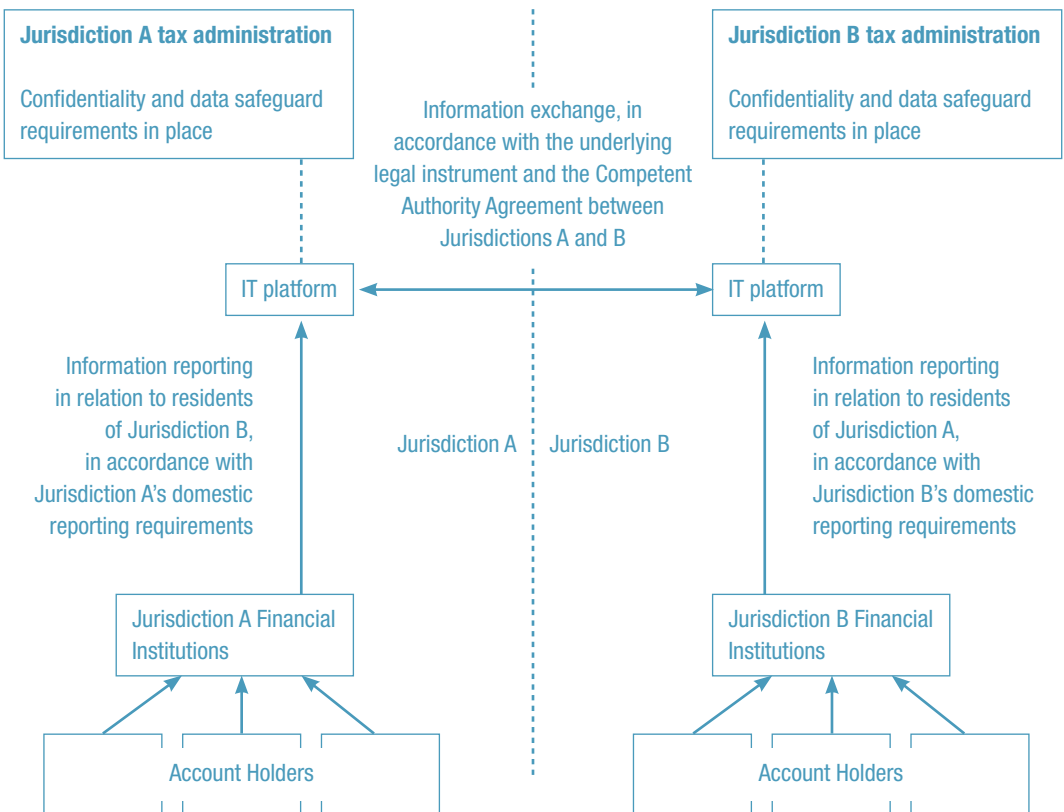 Jurisdiction A tax administration
Confidentiality and data safeguard
requirements in place
Jurisdiction B tax administration
Confidentiality and data safeguard
requirements in place
Information exchange, in
accordance with the underlying
legal instrument and the Competent
Authority Agreement between
Jurisdictions A and B
IT platform
IT platform
Information reporting
in relation to residents
of Jurisdiction B,
in accordance with
Jurisdiction A's domestic
reporting requirements
Jurisdiction A
Jurisdiction B
Information reporting
in relation to residents
of Jurisdiction A,
in accordance with
Jurisdiction B's domestic
reporting requirements
Jurisdiction A Financial
Institutions
Jurisdiction B Financial
Institutions
Account Holders
Account Holders